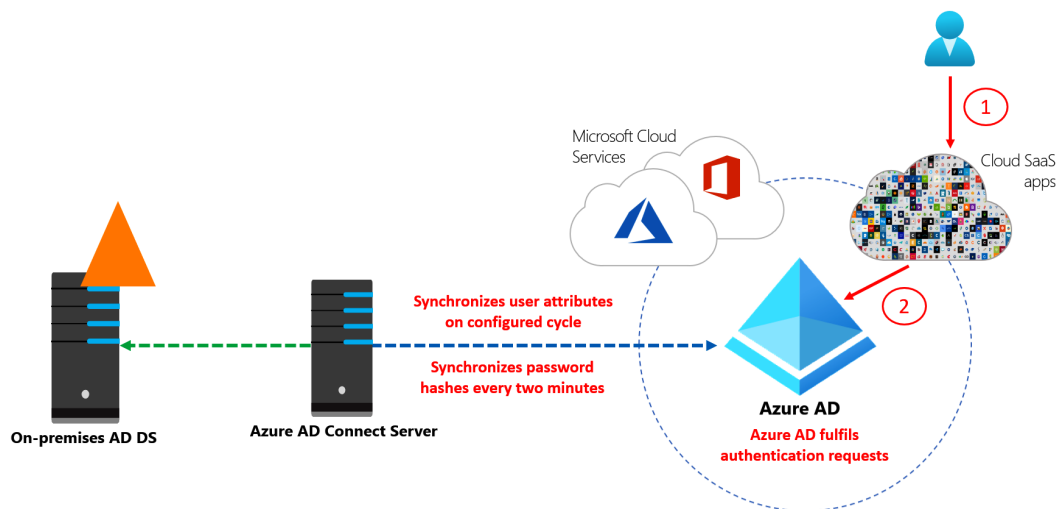 1
Microsoft Cloud
Services
Cloud SaaS
apps
Synchronizes user attributes
on configured cycle
2
Synchronizes password
hashes every two minutes
Azure AD
On-premises AD DS
Azure AD Connect Server
Azure AD fulfils
authentication requests